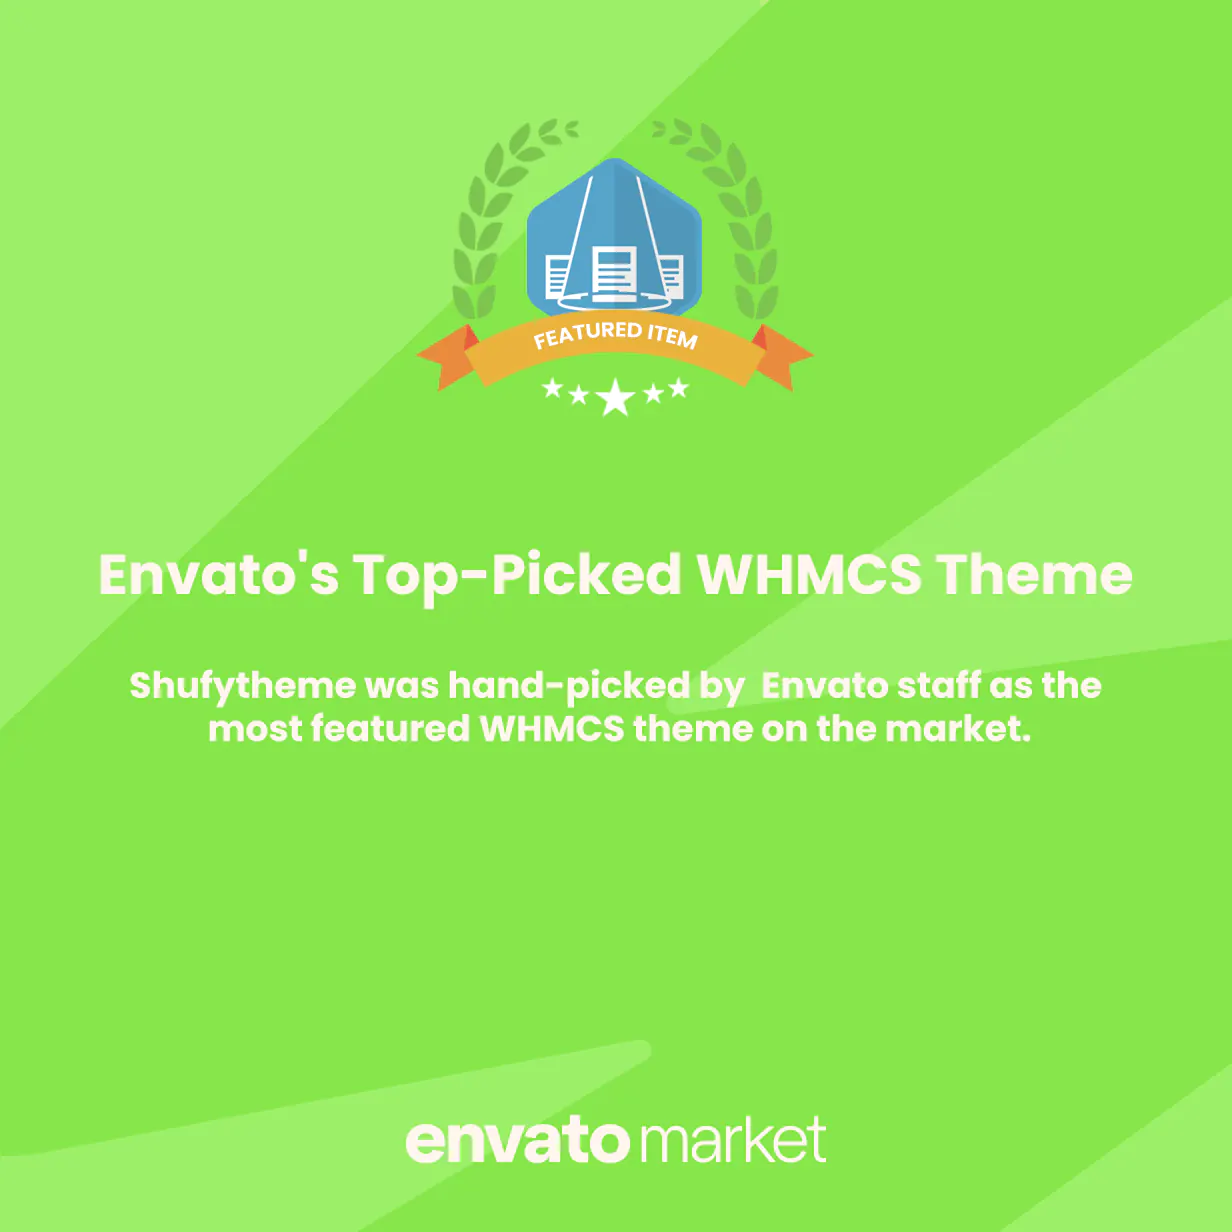 FEATURED ITEM
Envato's Top-Picked WHMCS Theme
Shufytheme was hand-picked by Envato staff as the
most featured WHMCS theme on the market.
envato market